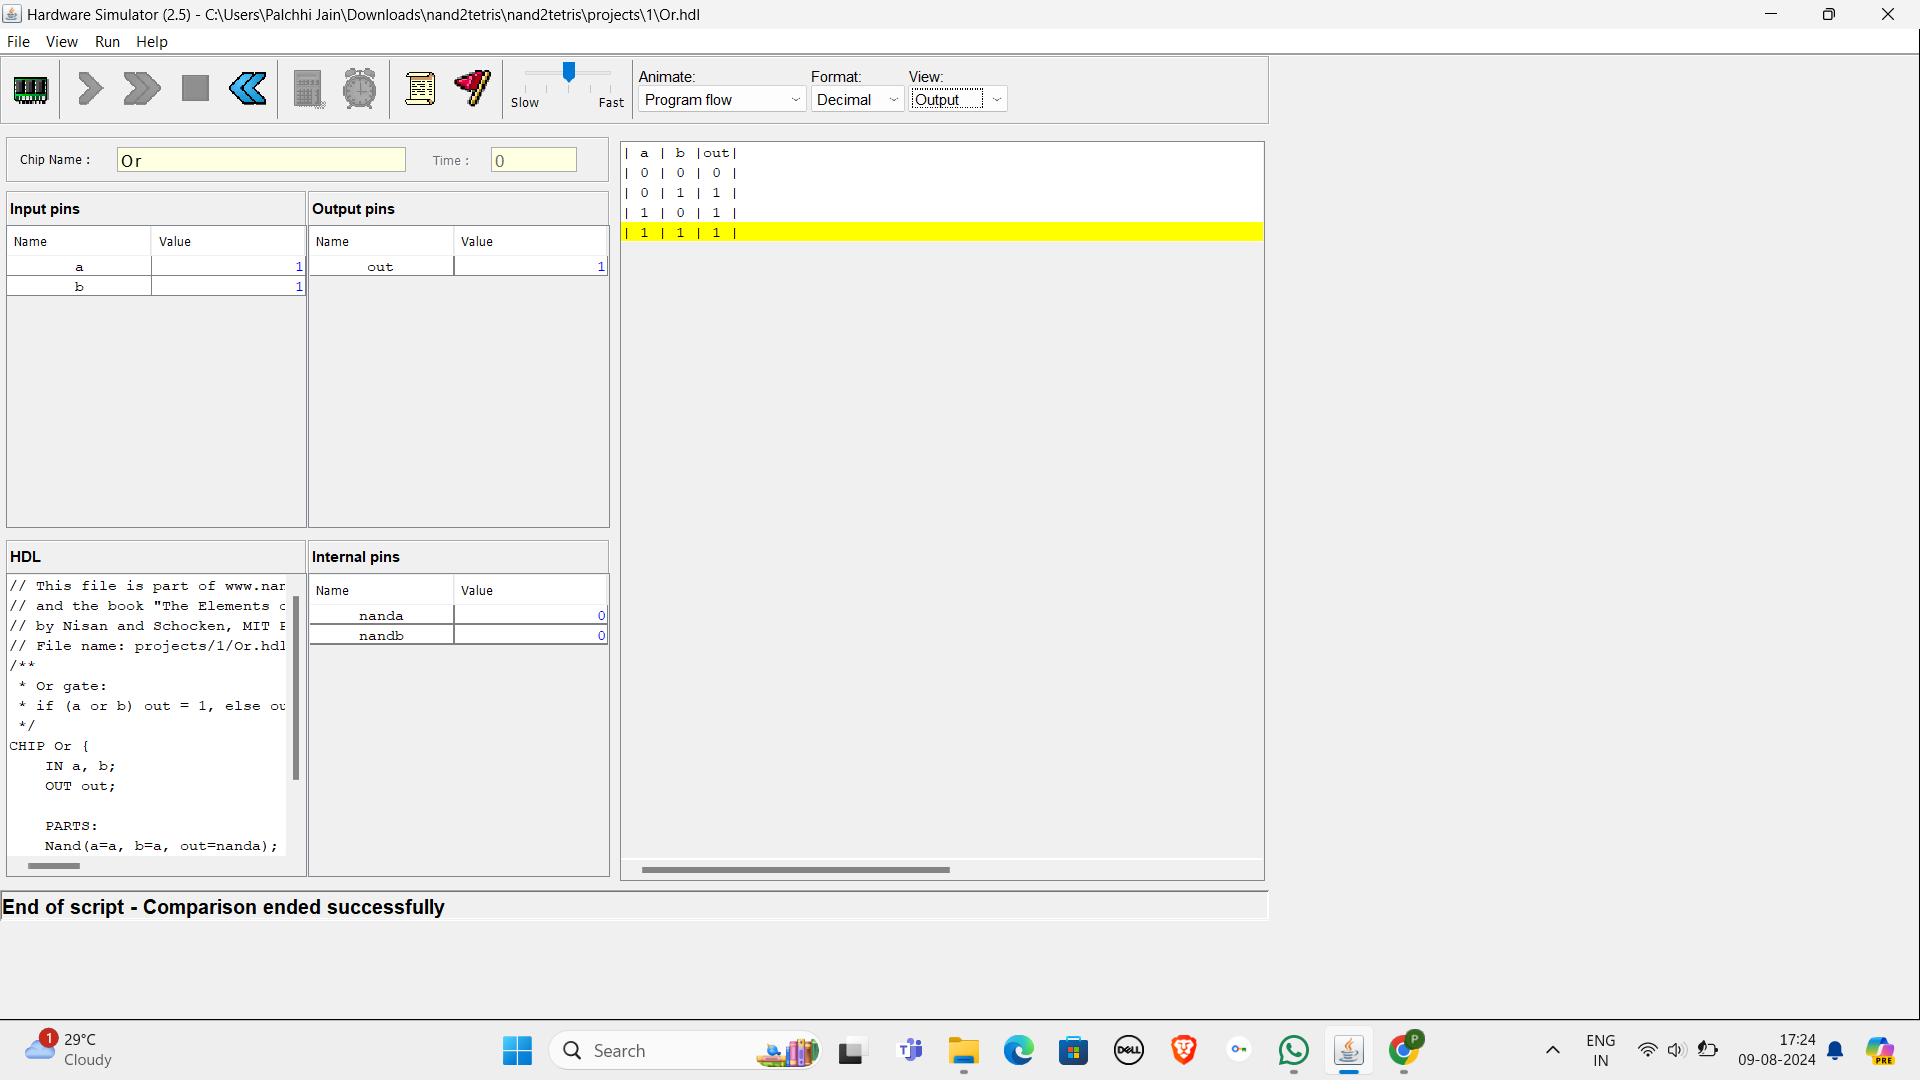 Hardware Simulator (2.5) - C:\Users\Palchhi Jain\Downloads\nand2tetris\nand2tetris\projects\1\Or.hdl
File View Run Help
Slow Fast
Animate: Format: View:
Program flow Decimal Output
Chip Name : Or Time : 0
Input pins
Name Value
a 1
b 1
Output pins
Name Value
out 1
| a | b |out|
| 0 | 0 | 0 |
| 0 | 1 | 1 |
| 1 | 0 | 1 |
| 1 | 1 | 1 |
HDL
// This file is part of www.nan
// and the book "The Elements o
// by Nisan and Schocken, MIT P
// File name: projects/1/Or.hdl
/**
* Or gate:
* if (a or b) out = 1, else ou
*/
CHIP Or {
IN a, b;
OUT out;
PARTS:
Nand(a=a, b=a, out=nanda);
Internal pins
Name Value
nanda 0
nandb 0
End of script - Comparison ended successfully
1
29°C
Cloudy
Search
DELL
P
ENG
IN
17:24
09-08-2024
PRE